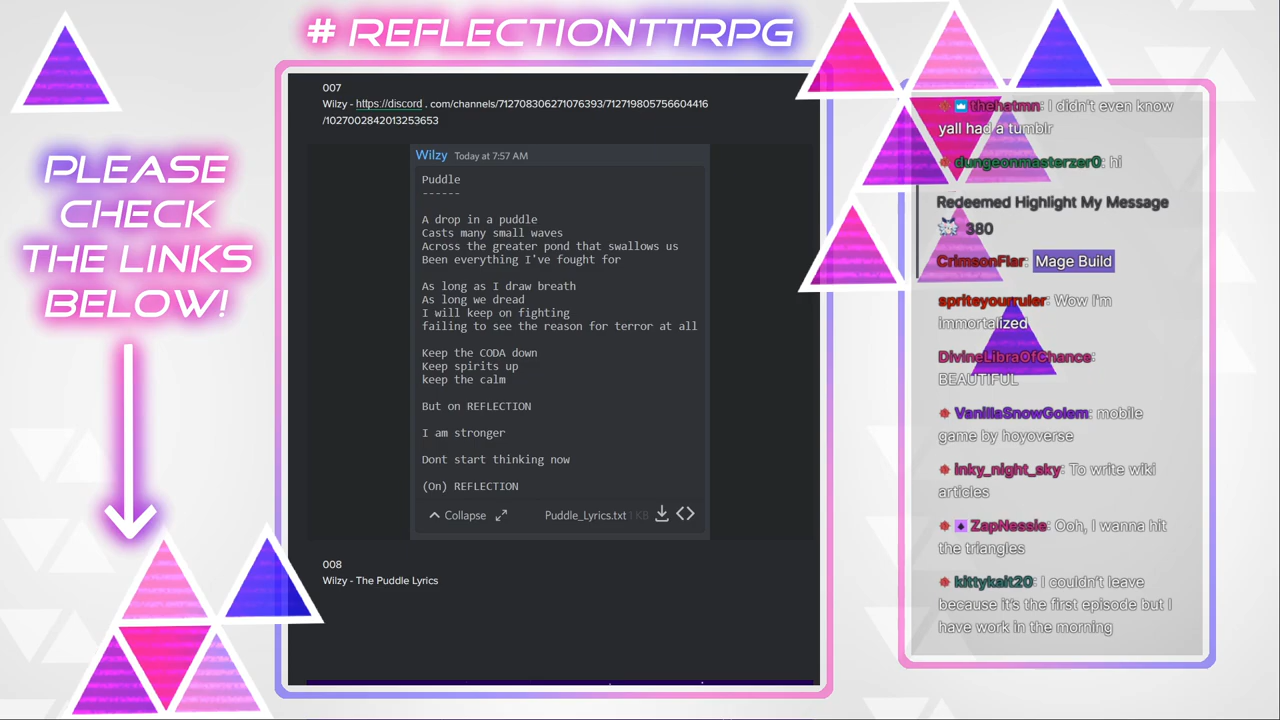 # REFLECTIONTTRPG
PLEASE
CHECK
THE LINKS
BELOW!
007
Wilzy - https://discord . com/channels/712708306271076393/712719805756604416
/1027002842013253653
Wilzy Today at 7:57 AM
Puddle
------
A drop in a puddle
Casts many small waves
Across the greater pond that swallows us
Been everything I've fought for
As long as I draw breath
As long we dread
I will keep on fighting
failing to see the reason for terror at all
Keep the CODA down
Keep spirits up
keep the calm
But on REFLECTION
I am stronger
Dont start thinking now
(On) REFLECTION
Collapse Puddle_Lyrics.txt 1 KB
008
Wilzy - The Puddle Lyrics
thehatmn: I didn't even know
yall had a tumblr
dungeonmasterzer0: hi
Redeemed Highlight My Message
380
CrimsonFlar: Mage Build
spriteyourruler: Wow I'm
immortalized
DivineLibraOfChance:
BEAUTIFUL
VanillaSnowGolem: mobile
game by hoyoverse
inky_night_sky: To write wiki
articles
ZapNessie: Ooh, I wanna hit
the triangles
kittykait20: I couldn't leave
because it's the first episode but I
have work in the morning